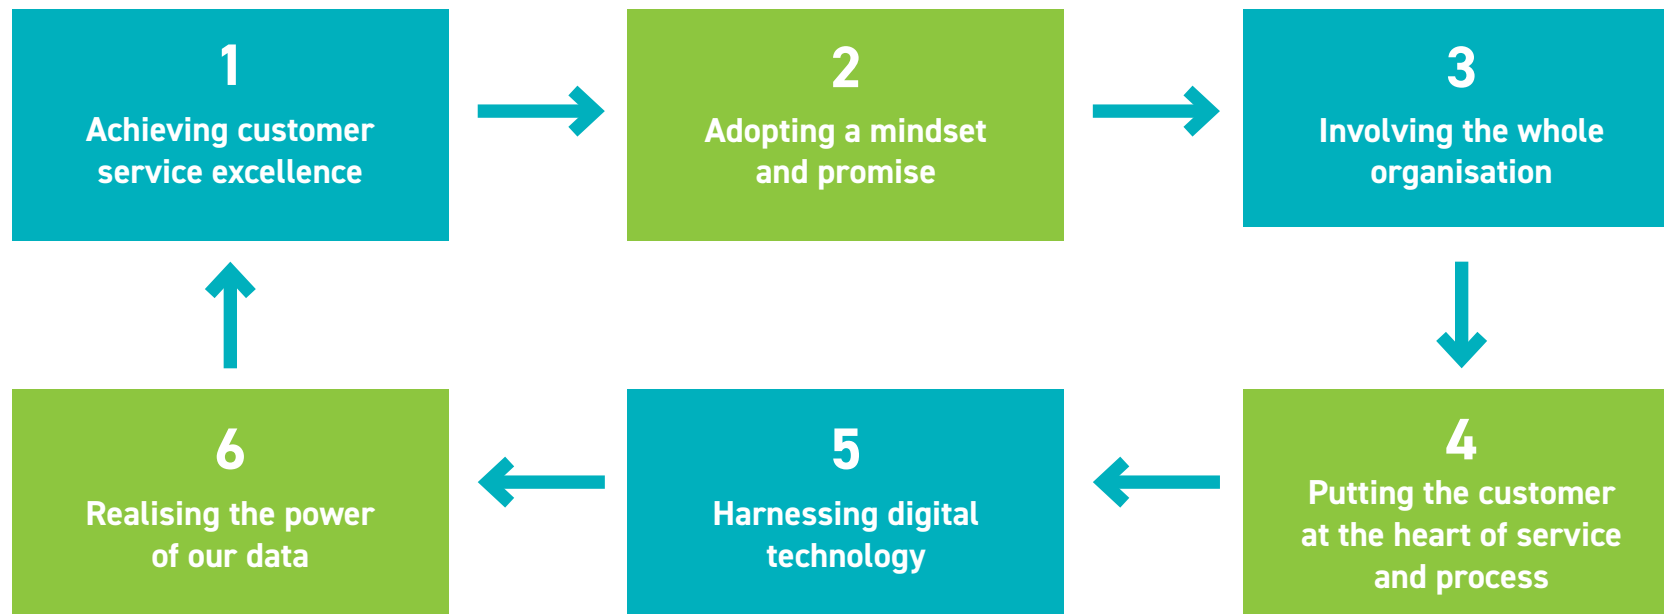 1
Achieving customer
service excellence
2
Adopting a mindset
and promise
3
Involving the whole
organisation
4
Putting the customer
at the heart of service
and process
5
Harnessing digital
technology
6
Realising the power
of our data